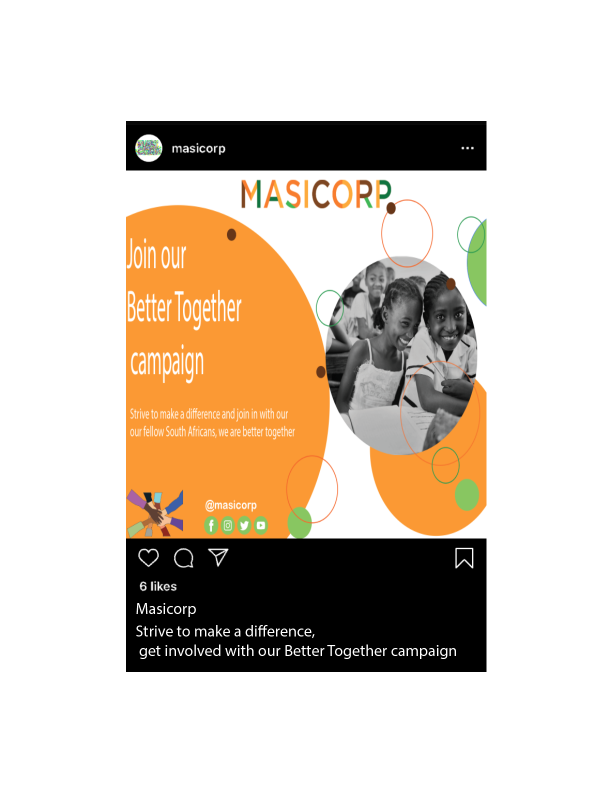 masicorp
MASICORP
Join our
Better Together
campaign
Strive to make a difference and join in with our
our fellow South Africans, we are better together
@masicorp
6 likes
Masicorp
Strive to make a difference,
get involved with our Better Together campaign